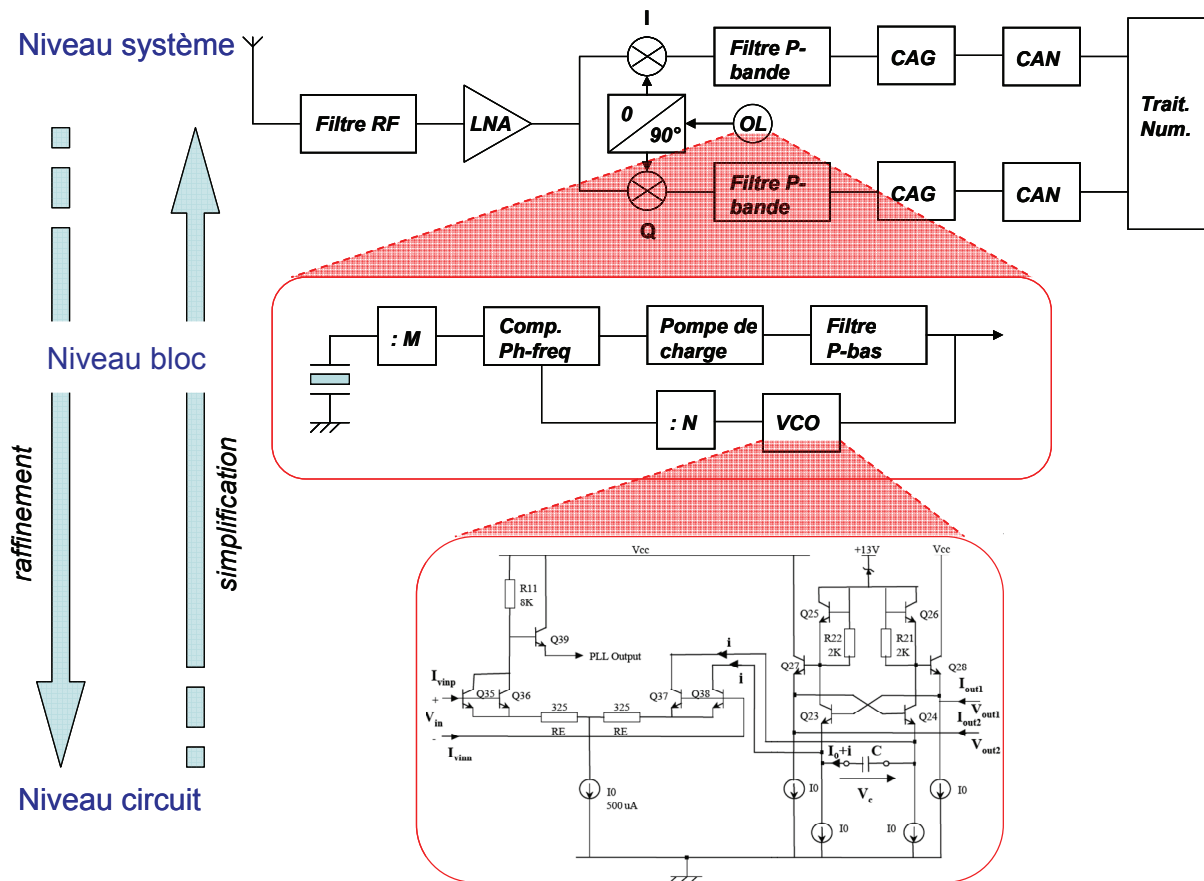 Niveau système
I
Filtre P-
bande
CAG
CAN
Filtre RF
LNA
0
90°
OL
Trait.
Num.
Filtre P-
bande
CAG
CAN
Q
: M
Comp.
Ph-freq
Pompe de
charge
Filtre
P-bas
Niveau bloc
: N
VCO
raffinement
simplification
Vcc
+13V
Vcc
R11
8K
Q25
Q26
R22
2K
R21
2K
Q39
PLL Output
i
i
Q27
Q28
Ivinp
+
Vin
-
Ivinn
Q35
Q36
Q37
Q38
325
RE
325
RE
Q23
Q24
Iout1
Vout1
Iout2
Vout2
I0+i
C
Vc
I0
500 uA
I0
I0
I0
I0
Niveau circuit